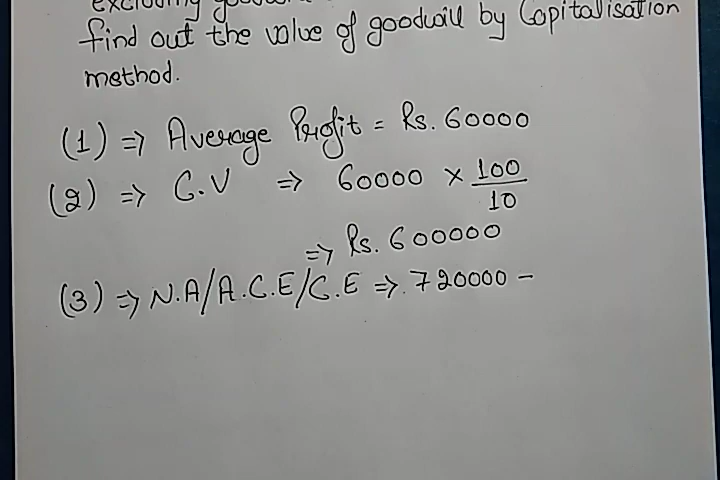 excluding
find out the value of goodwill by Capitalisation
method.
(1) ⇒ Average Profit = Rs. 60000
(2) ⇒ C.V ⇒ 60000 × 100/10
⇒ Rs. 600000
(3) ⇒ N.A/A.C.E/C.E ⇒ 720000 -